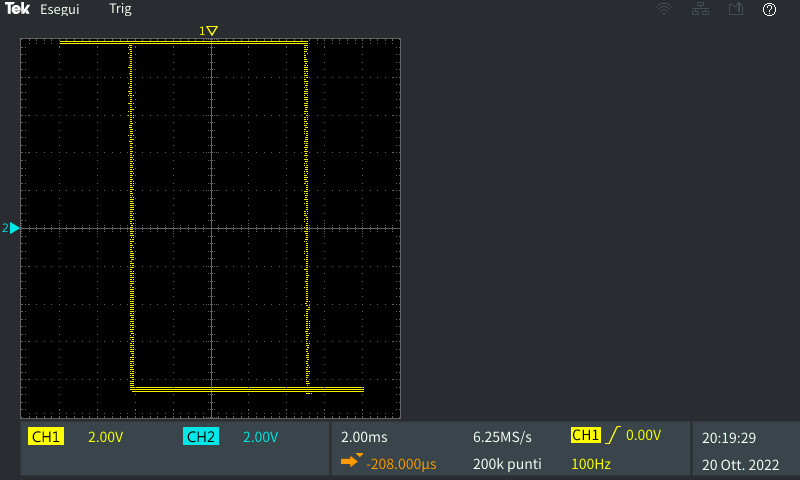 Tek Esegui Trig
1
2
CH1 2.00V CH2 2.00V 2.00ms 6.25MS/s CH1 0.00V 20:19:29
-208.000µs 200k punti 100Hz 20 Ott. 2022